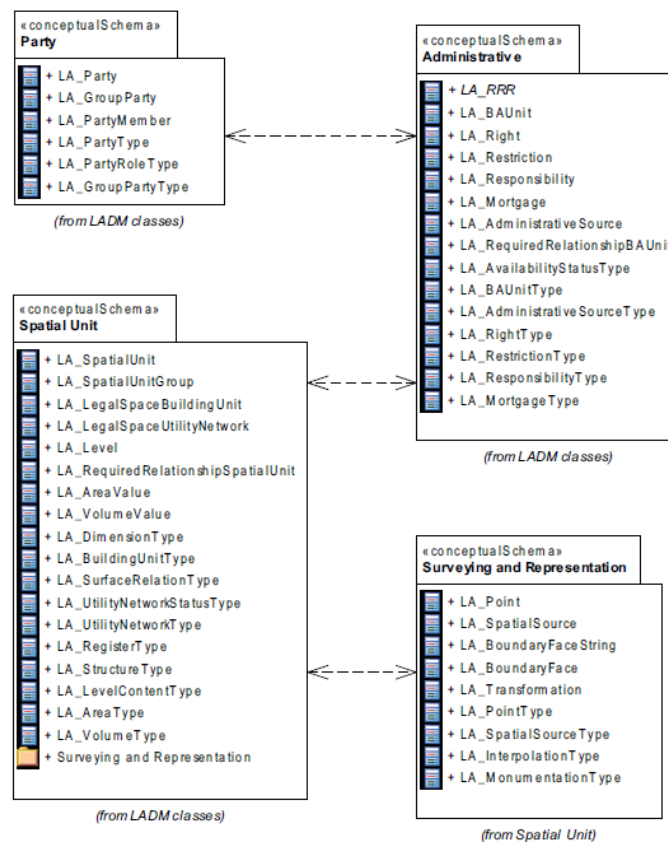 «conceptualSchema»
Party
+ LA_Party
+ LA_GroupParty
+ LA_PartyMember
+ LA_PartyType
+ LA_PartyRoleType
+ LA_GroupPartyType
(from LADM classes)
«conceptualSchema»
Administrative
+ LA_RRR
+ LA_BAUnit
+ LA_Right
+ LA_Restriction
+ LA_Responsibility
+ LA_Mortgage
+ LA_AdministrativeSource
+ LA_RequiredRelationshipBAUnit
+ LA_AvailabilityStatusType
+ LA_BAUnitType
+ LA_AdministrativeSourceType
+ LA_RightType
+ LA_RestrictionType
+ LA_ResponsibilityType
+ LA_MortgageType
(from LADM classes)
«conceptualSchema»
Spatial Unit
+ LA_SpatialUnit
+ LA_SpatialUnitGroup
+ LA_LegalSpaceBuildingUnit
+ LA_LegalSpaceUtilityNetwork
+ LA_Level
+ LA_RequiredRelationshipSpatialUnit
+ LA_AreaValue
+ LA_VolumeValue
+ LA_DimensionType
+ LA_BuildingUnitType
+ LA_SurfaceRelationType
+ LA_UtilityNetworkStatusType
+ LA_UtilityNetworkType
+ LA_RegisterType
+ LA_StructureType
+ LA_LevelContentType
+ LA_AreaType
+ LA_VolumeType
+ Surveying and Representation
(from LADM classes)
«conceptualSchema»
Surveying and Representation
+ LA_Point
+ LA_SpatialSource
+ LA_BoundaryFaceString
+ LA_BoundaryFace
+ LA_Transformation
+ LA_PointType
+ LA_SpatialSourceType
+ LA_InterpolationType
+ LA_MonumentationType
(from Spatial Unit)